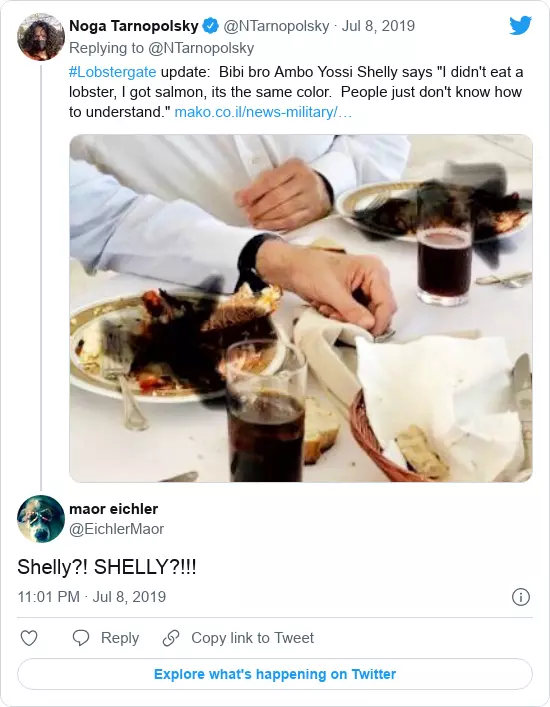 Noga Tarnopolsky @NTarnopolsky · Jul 8, 2019
Replying to @NTarnopolsky
#Lobstergate update:  Bibi bro Ambo Yossi Shelly says "I didn't eat a
lobster, I got salmon, its the same color.  People just don't know how
to understand." mako.co.il/news-military/…
maor eichler
@EichlerMaor
Shelly?! SHELLY?!!!
11:01 PM · Jul 8, 2019
Reply
Copy link to Tweet
Explore what's happening on Twitter